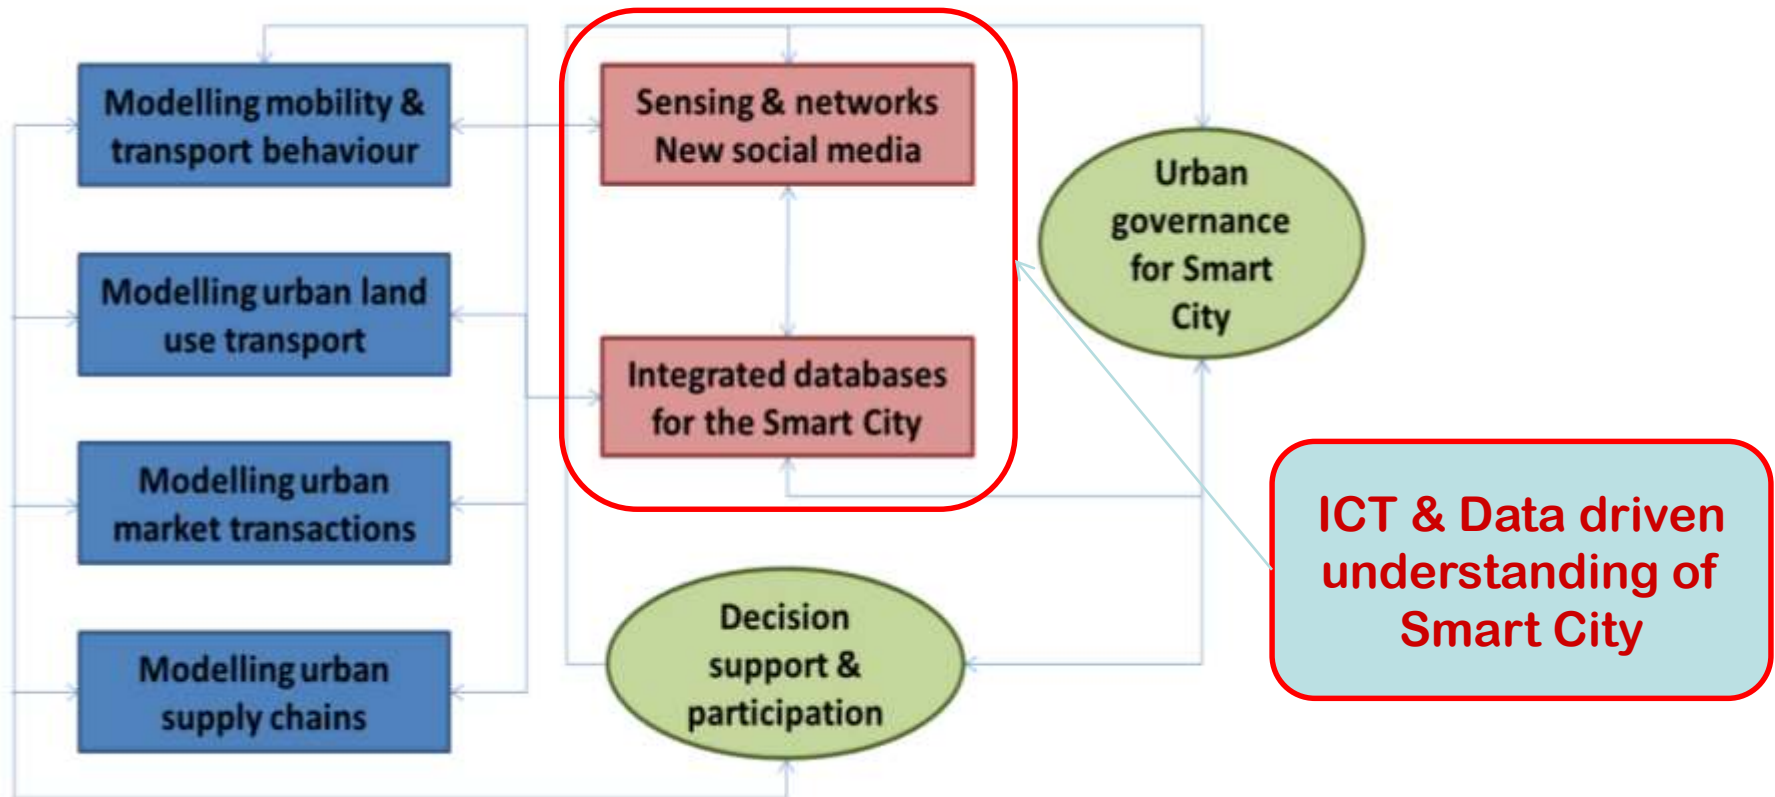 Modelling mobility &
transport behaviour
Modelling urban land
use transport
Modelling urban
market transactions
Modelling urban
supply chains
Sensing & networks
New social media
Integrated databases
for the Smart City
Decision
support &
participation
Urban
governance
for Smart
City
ICT & Data driven
understanding of
Smart City